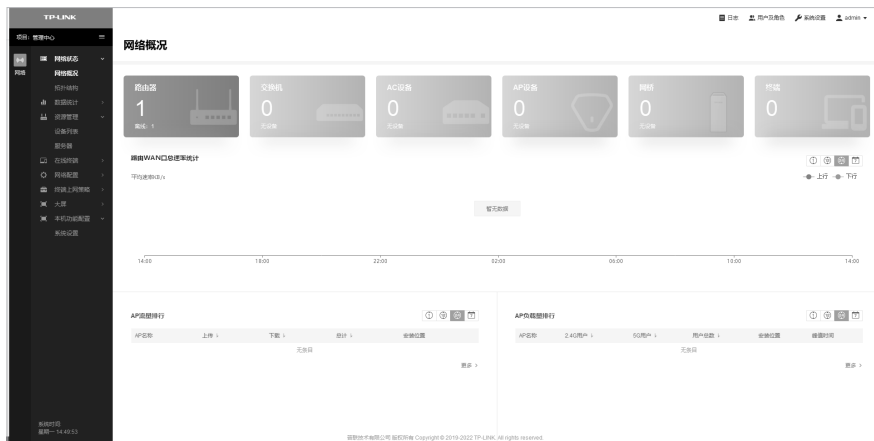 TP-LINK
日志 用户及角色 系统设置 admin
项目: 管理中心
网络
网络状态
网络概况
拓扑结构
数据统计
资源管理
设备列表
服务器
在线终端
网络配置
终端上网策略
大屏
本机功能配置
系统设置
系统时间
星期一 14:49:53
网络概况
路由器 交换机 AC设备 AP设备 网桥 终端
1 0 0 0 0 0
离线: 1 无设备 无设备 无设备 无设备
路由WAN口总速率统计
平均速率KB/s
上行 下行
暂无数据
14:00 18:00 22:00 02:00 06:00 10:00 14:00
AP流量排行
AP名称 上传 ↓ 下载 ↓ 总计 ↓ 安装位置
无条目
更多
AP负载量排行
AP名称 2.4G用户 ↓ 5G用户 ↓ 用户总数 ↓ 安装位置 峰值时间
无条目
更多
普联技术有限公司 版权所有 Copyright © 2019-2022 TP-LINK. All rights reserved.